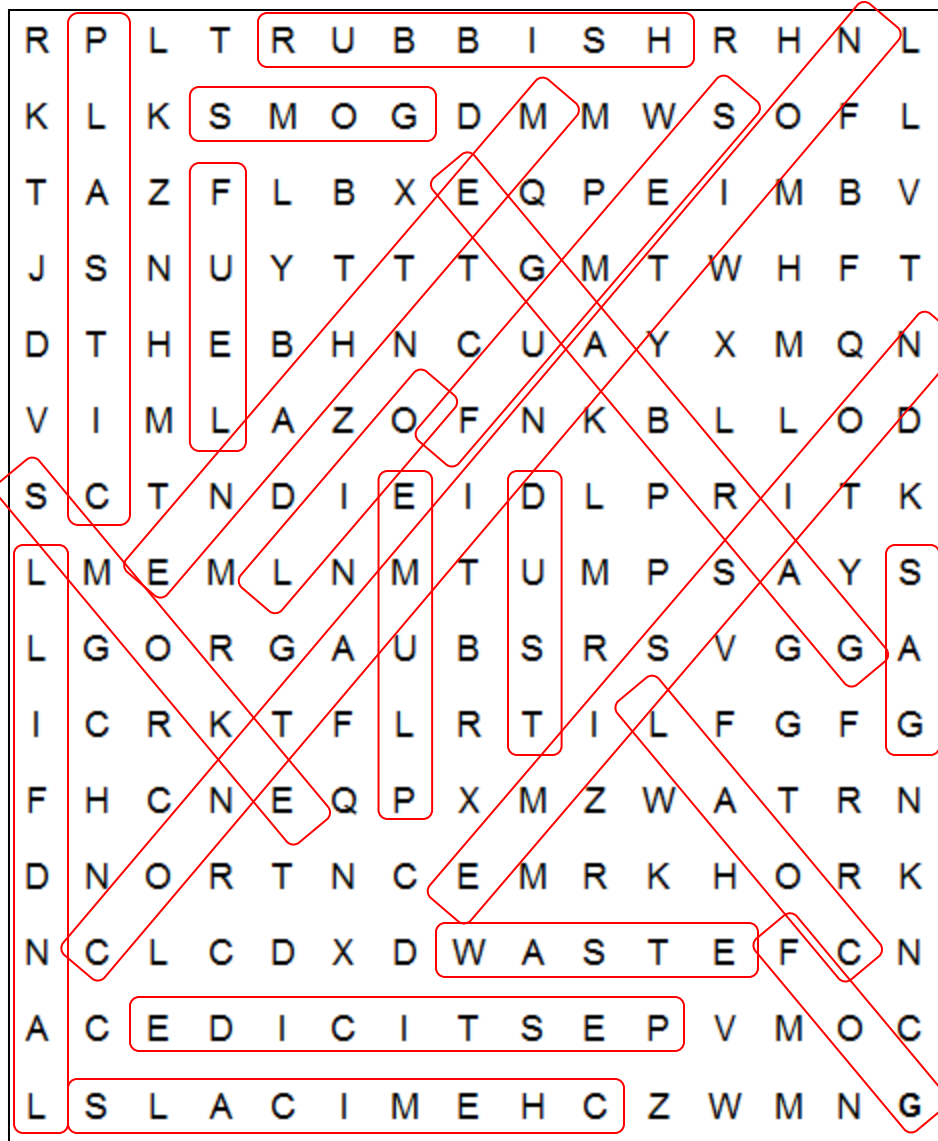 R P L T R U B B I S H R H N L
K L K S M O G D M M W S O F L
T A Z F L B X E Q P E I M B V
J S N U Y T T T G M T W H F T
D T H E B H N C U A Y X M Q N
V I M L A Z O F N K B L L O D
S C T N D I E I D L P R I T K
L M E M L N M T U M P S A Y S
L G O R G A U B S R S V G G A
I C R K T F L R T I L F G F G
F H C N E Q P X M Z W A T R N
D N O R T N C E M R K H O R K
N C L C D X D W A S T E F C N
A C E D I C I T S E P V M O C
L S L A C I M E H C Z W M N G